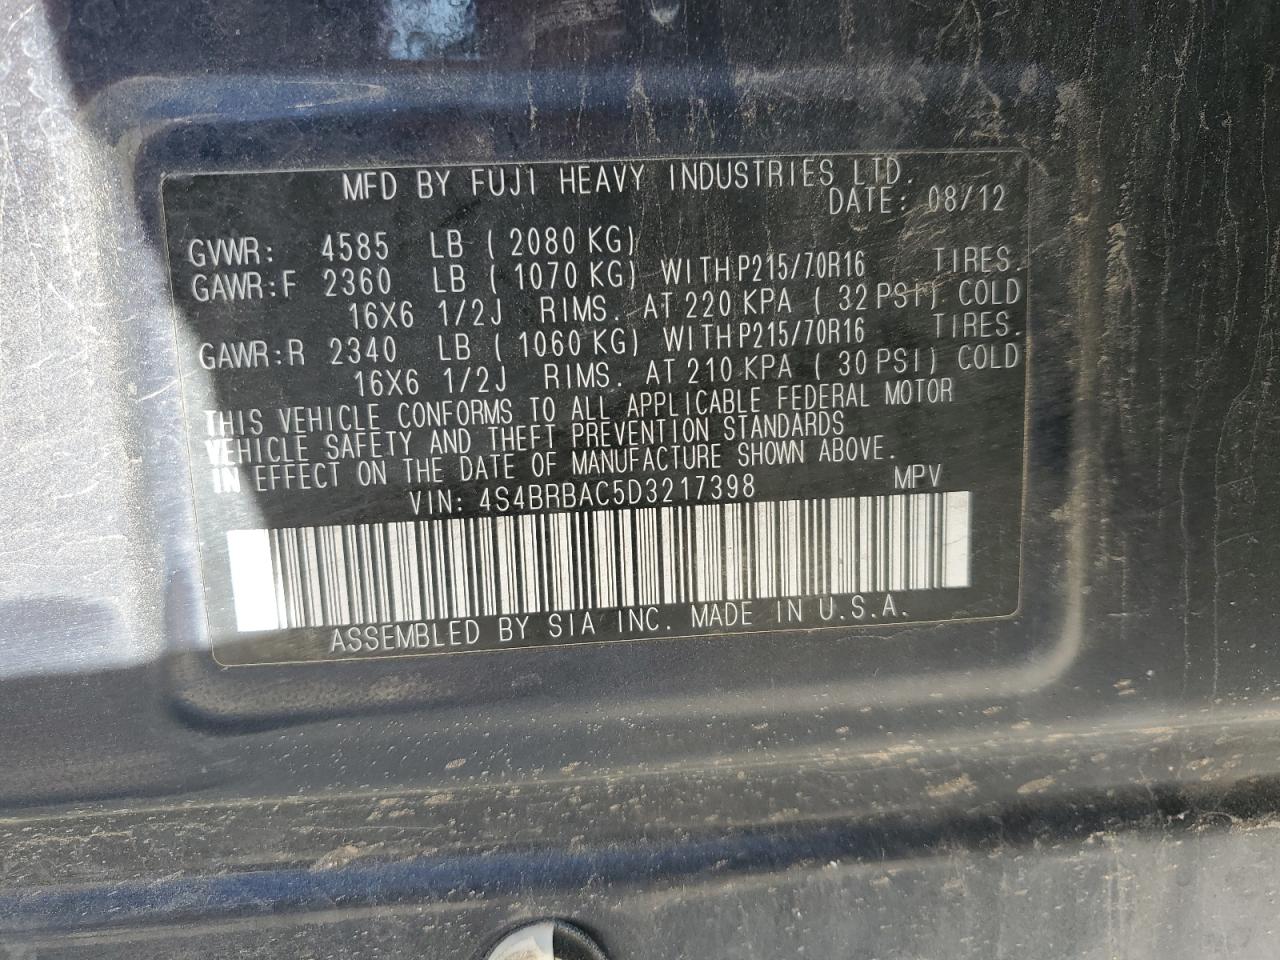 MFD BY FUJI HEAVY INDUSTRIES LTD.
DATE: 08/12
GVWR: 4585 LB ( 2080 KG)
GAWR:F 2360 LB ( 1070 KG) WITH P215/70R16 TIRES.
16X6 1/2J RIMS. AT 220 KPA ( 32 PSI) COLD
GAWR:R 2340 LB ( 1060 KG) WITH P215/70R16 TIRES.
16X6 1/2J RIMS. AT 210 KPA ( 30 PSI) COLD
THIS VEHICLE CONFORMS TO ALL APPLICABLE FEDERAL MOTOR
VEHICLE SAFETY AND THEFT PREVENTION STANDARDS
IN EFFECT ON THE DATE OF MANUFACTURE SHOWN ABOVE.
VIN: 4S4BRBAC5D3217398 MPV
ASSEMBLED BY SIA INC. MADE IN U.S.A.